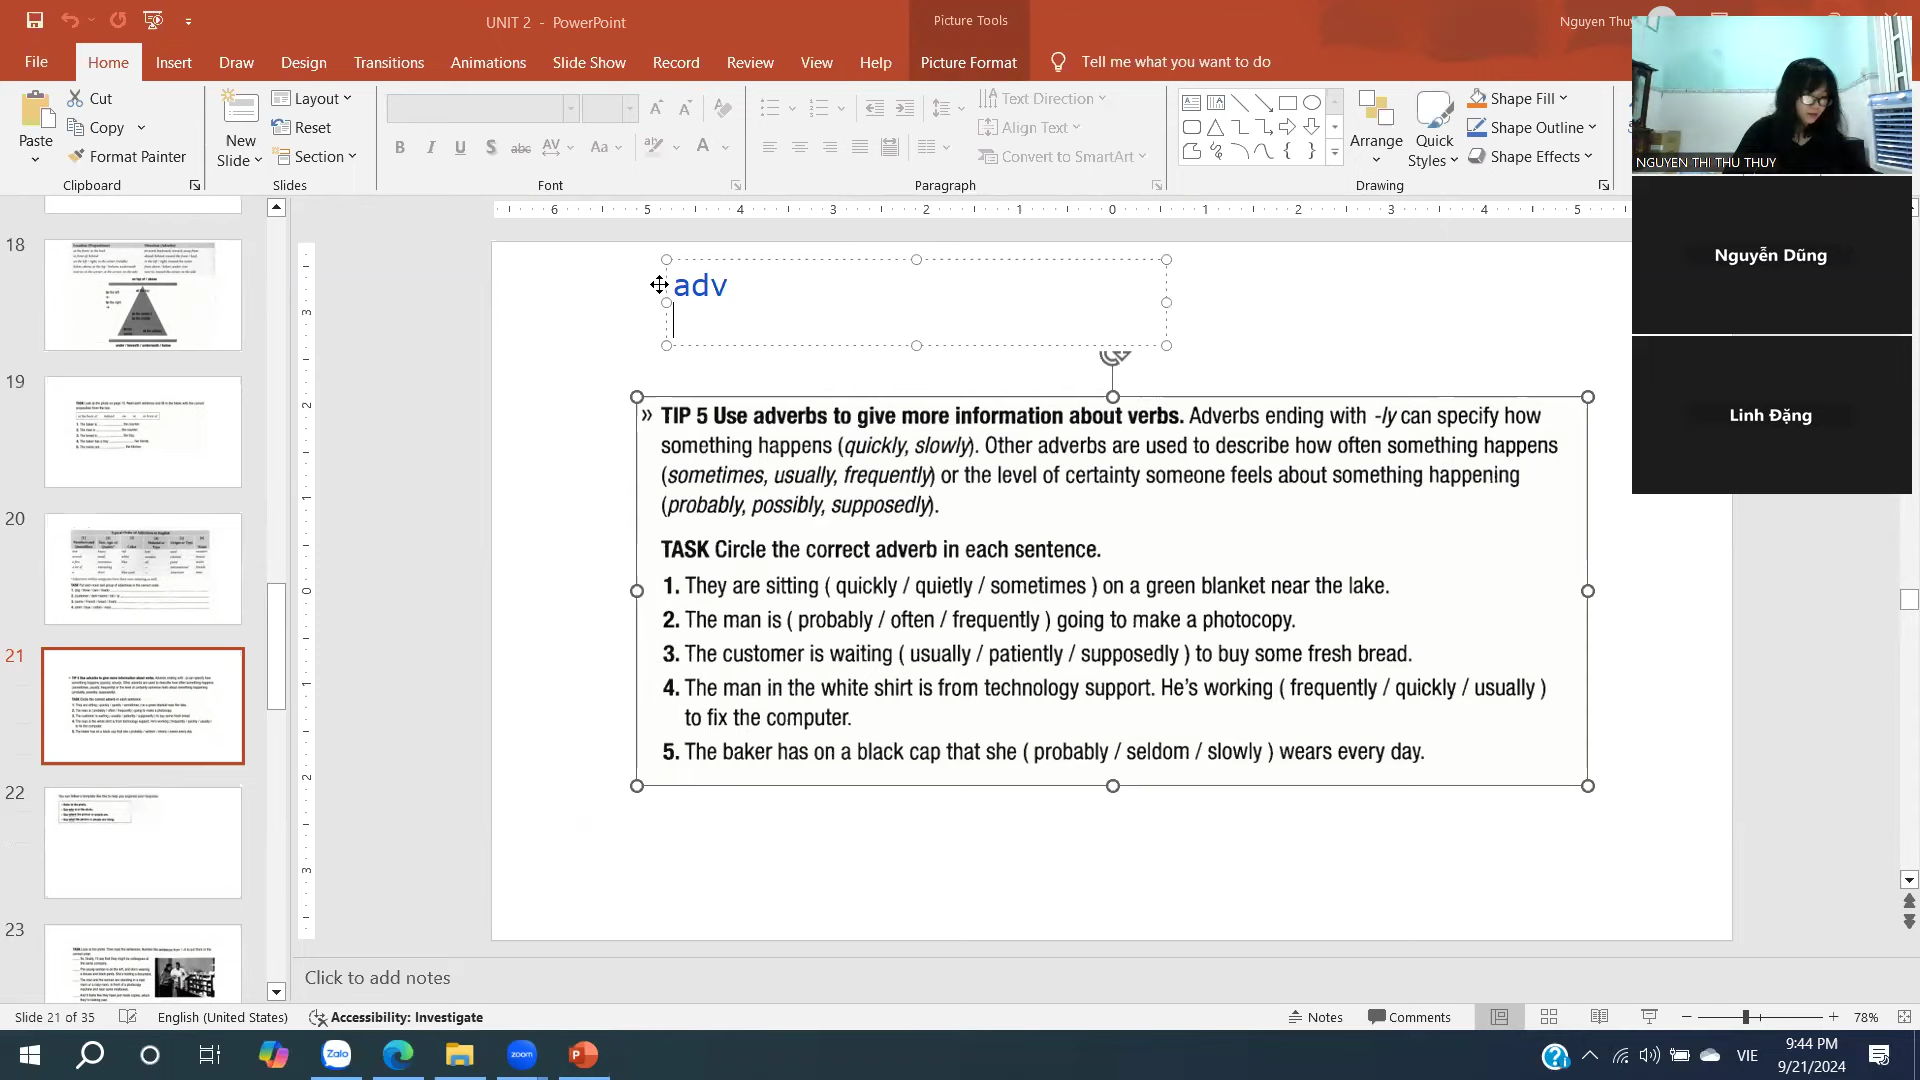 UNIT 2 - PowerPoint
Picture Tools
Nguyen Thu
File Home Insert Draw Design Transitions Animations Slide Show Record Review View Help Picture Format Tell me what you want to do
Paste
Cut
Copy
Format Painter
Clipboard
New Slide
Layout
Reset
Section
Slides
Font
Text Direction
Align Text
Convert to SmartArt
Paragraph
Arrange
Quick Styles
Shape Fill
Shape Outline
Shape Effects
Drawing
NGUYEN THI THU THUY
Nguyễn Dũng
Linh Đặng
18
19
20
21
22
23
adv
» TIP 5 Use adverbs to give more information about verbs. Adverbs ending with -ly can specify how
something happens (quickly, slowly). Other adverbs are used to describe how often something happens
(sometimes, usually, frequently) or the level of certainty someone feels about something happening
(probably, possibly, supposedly).
TASK Circle the correct adverb in each sentence.
1. They are sitting ( quickly / quietly / sometimes ) on a green blanket near the lake.
2. The man is ( probably / often / frequently ) going to make a photocopy.
3. The customer is waiting ( usually / patiently / supposedly ) to buy some fresh bread.
4. The man in the white shirt is from technology support. He's working ( frequently / quickly / usually )
to fix the computer.
5. The baker has on a black cap that she ( probably / seldom / slowly ) wears every day.
Click to add notes
Slide 21 of 35 English (United States) Accessibility: Investigate Notes Comments 78%
Zalo zoom VIE
9:44 PM
9/21/2024